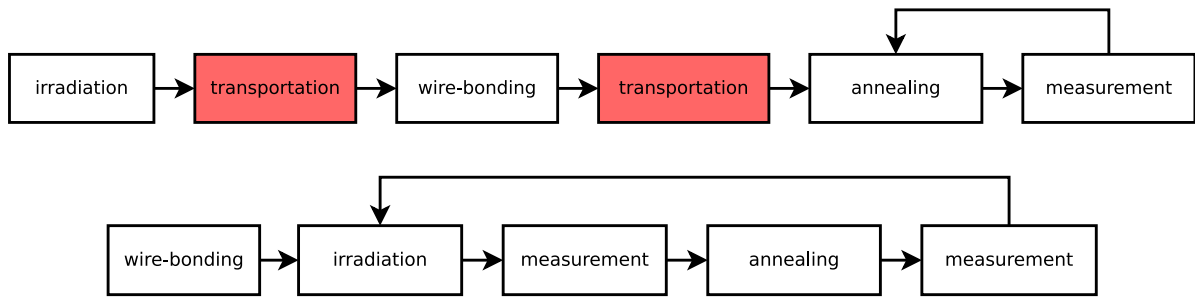 irradiation
transportation
wire-bonding
transportation
annealing
measurement
wire-bonding
irradiation
measurement
annealing
measurement